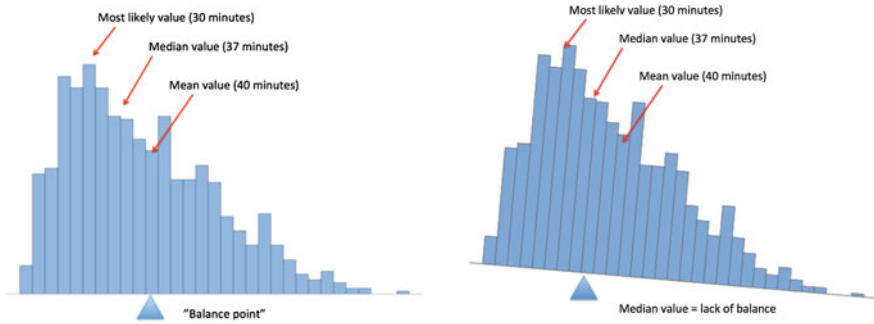 Most likely value (30 minutes)
Median value (37 minutes)
Mean value (40 minutes)
"Balance point"
Most likely value (30 minutes)
Median value (37 minutes)
Mean value (40 minutes)
Median value = lack of balance